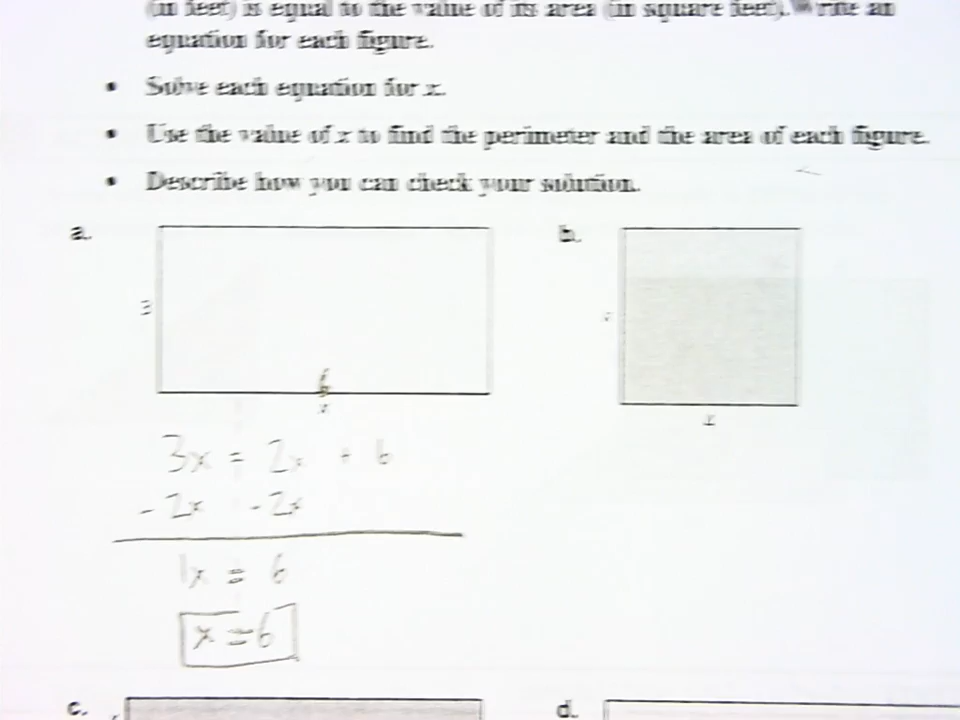 (in feet) is equal to the value of its area (in square feet). Write an
equation for each figure.
• Solve each equation for x.
• Use the value of x to find the perimeter and the area of each figure.
• Describe how you can check your solution.
a.
b.
3
6
x
x
3x = 2x + 6
- 2x - 2x
1x = 6
x = 6
c.
d.